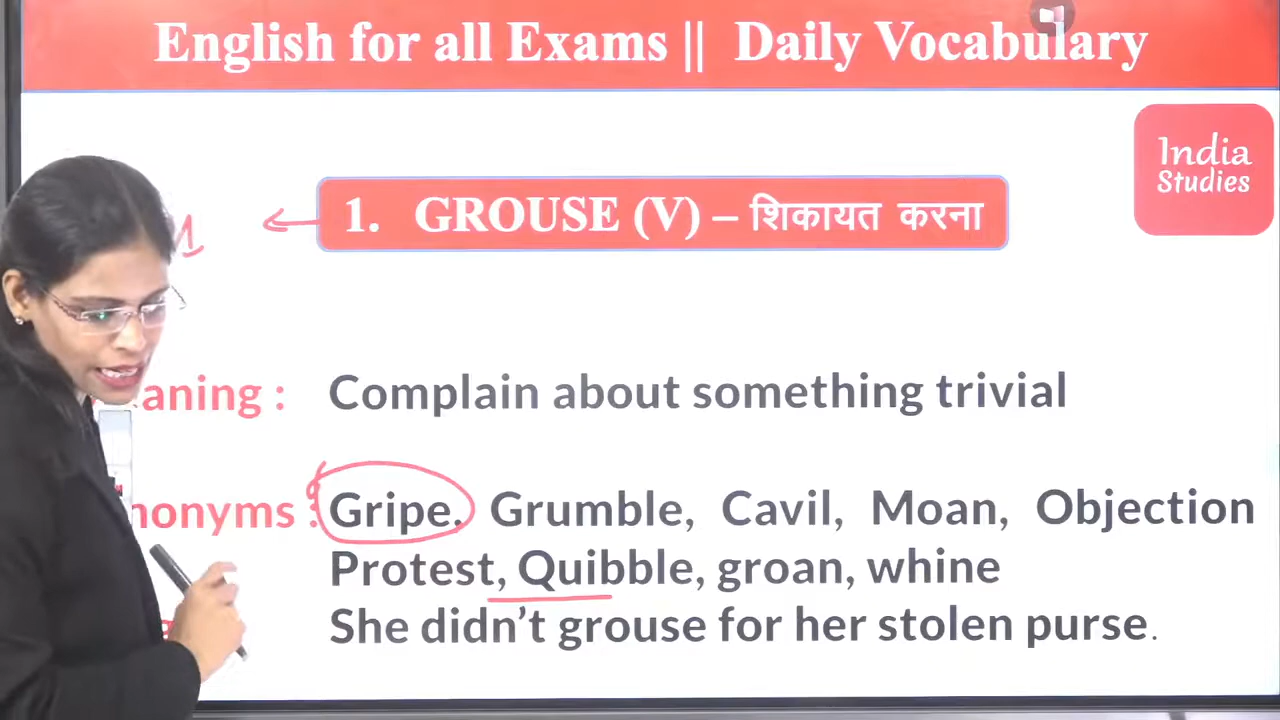 English for all Exams || Daily Vocabulary
India
Studies
1. GROUSE (V) – शिकायत करना
aning : Complain about something trivial
nonyms : Gripe. Grumble, Cavil, Moan, Objection
Protest, Quibble, groan, whine
She didn't grouse for her stolen purse.